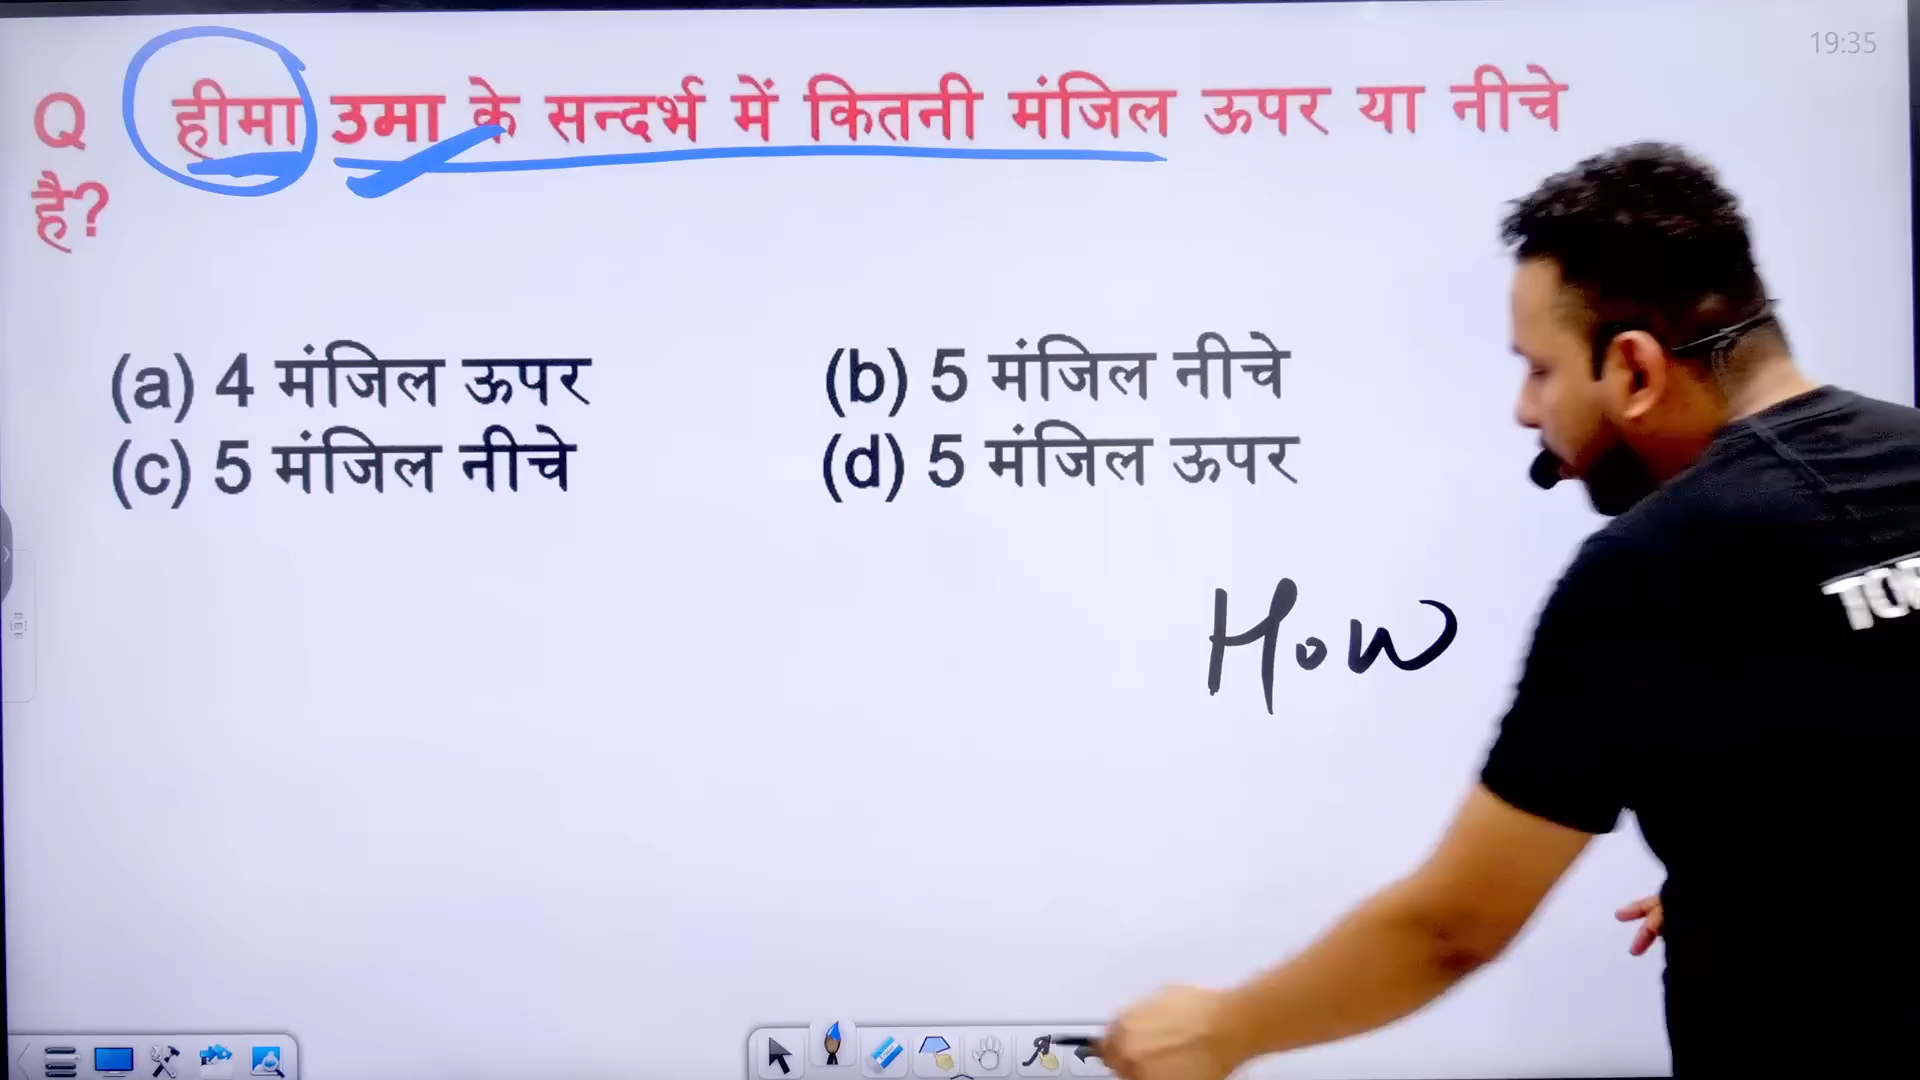 19:35
Q हीमा उमा के सन्दर्भ में कितनी मंजिल ऊपर या नीचे
है?
(a) 4 मंजिल ऊपर (b) 5 मंजिल नीचे
(c) 5 मंजिल नीचे (d) 5 मंजिल ऊपर
How